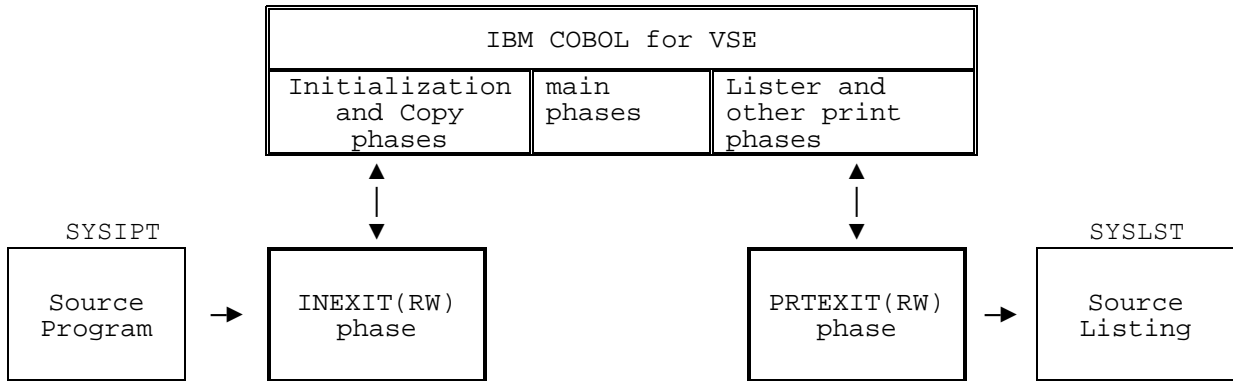 IBM COBOL for VSE
Initialization
and Copy
phases
main
phases
Lister and
other print
phases
SYSIPT
Source
Program
INEXIT(RW)
phase
PRTEXIT(RW)
phase
SYSLST
Source
Listing